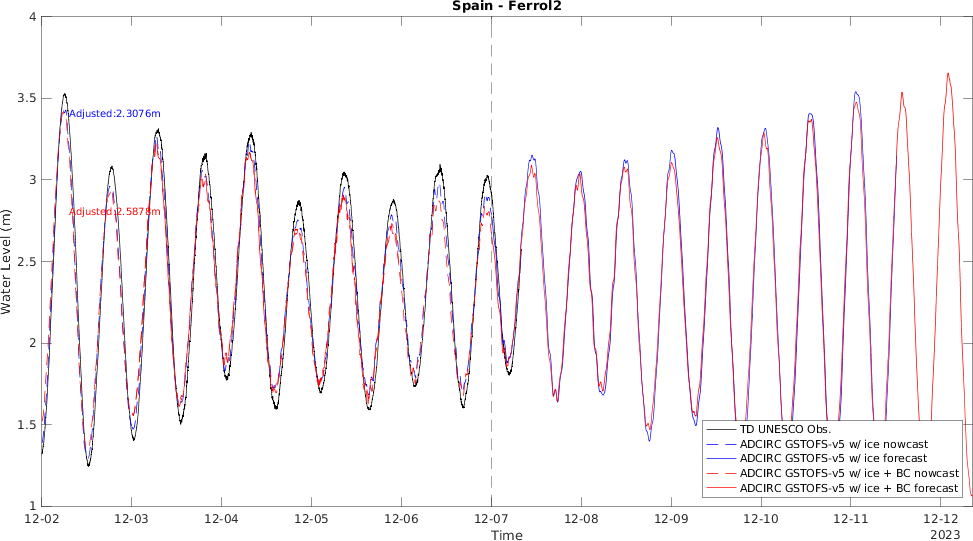 Spain - Ferrol2
4
3.5
3
2.5
2
1.5
1
Water Level (m)
Adjusted:2.3076m
Adjusted:2.5878m
TD UNESCO Obs.
ADCIRC GSTOFS-v5 w/ ice nowcast
ADCIRC GSTOFS-v5 w/ ice forecast
ADCIRC GSTOFS-v5 w/ ice + BC nowcast
ADCIRC GSTOFS-v5 w/ ice + BC forecast
12-02 12-03 12-04 12-05 12-06 12-07 12-08 12-09 12-10 12-11 12-12
Time
2023